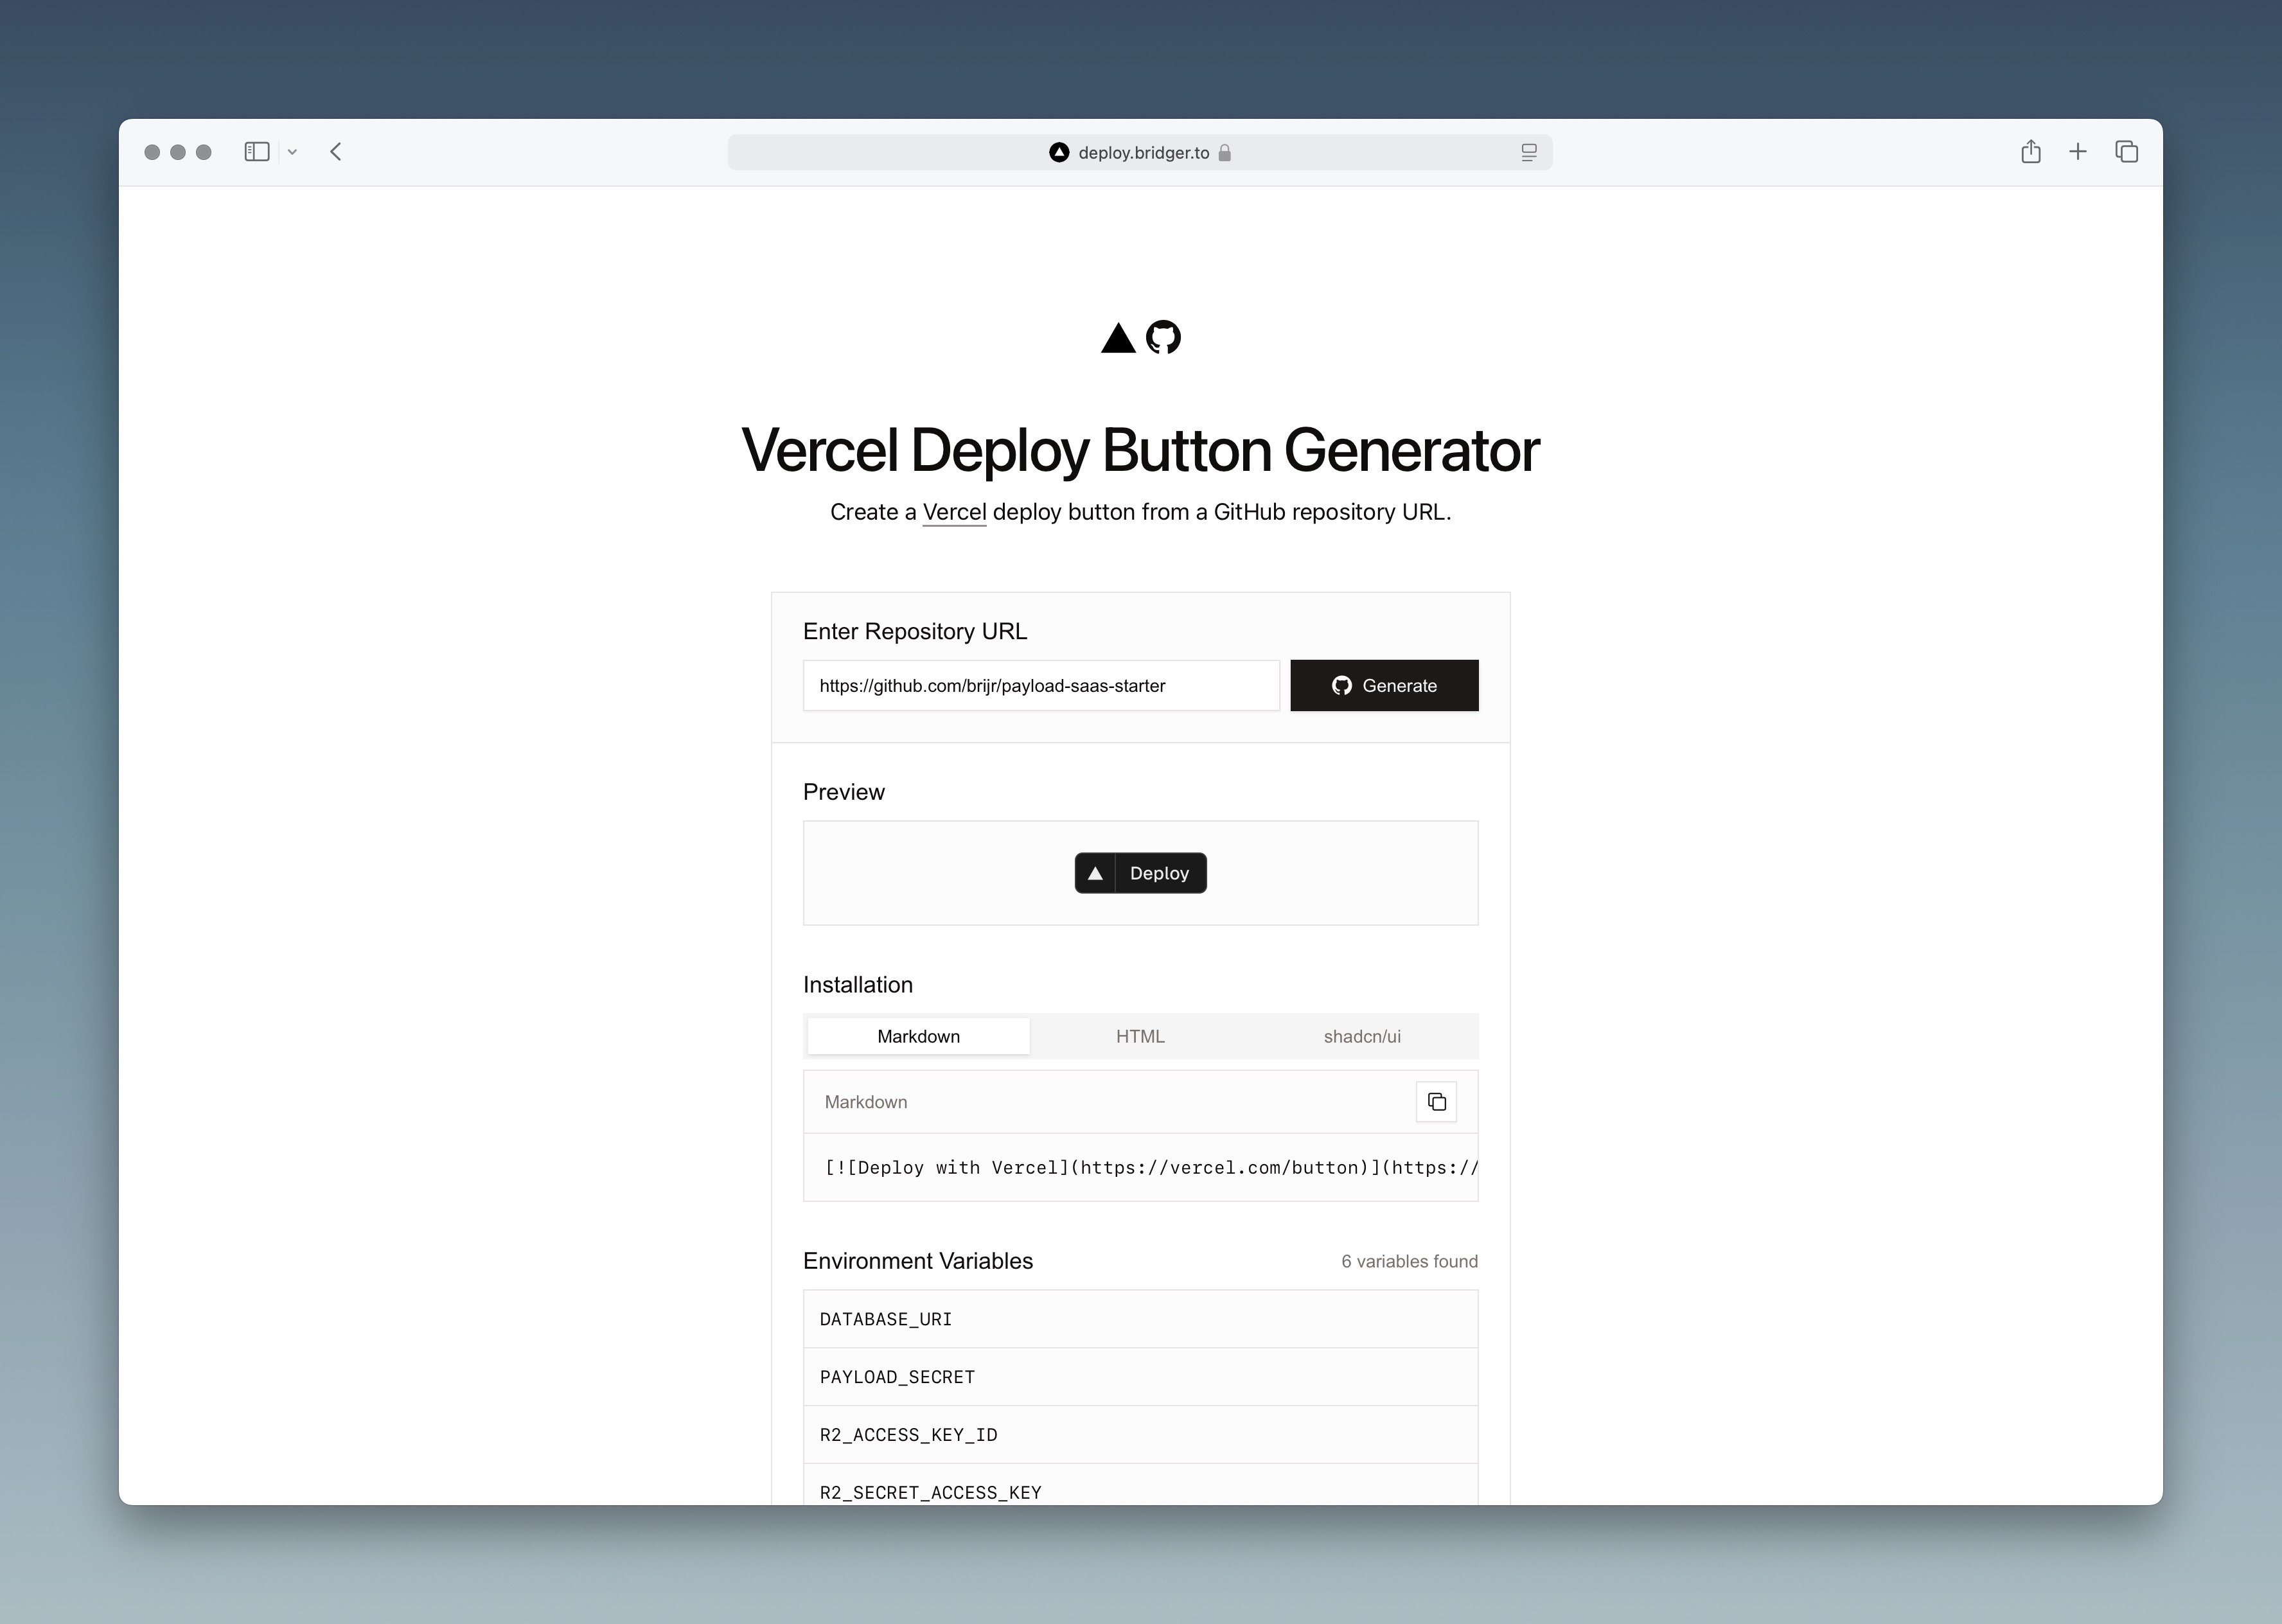 deploy.bridger.to
Vercel Deploy Button Generator
Create a Vercel deploy button from a GitHub repository URL.
Enter Repository URL
https://github.com/brijr/payload-saas-starter
Generate
Preview
Deploy
Installation
Markdown
HTML
shadcn/ui
Markdown
[![Deploy with Vercel](https://vercel.com/button)](https://
Environment Variables
6 variables found
DATABASE_URI
PAYLOAD_SECRET
R2_ACCESS_KEY_ID
R2_SECRET_ACCESS_KEY